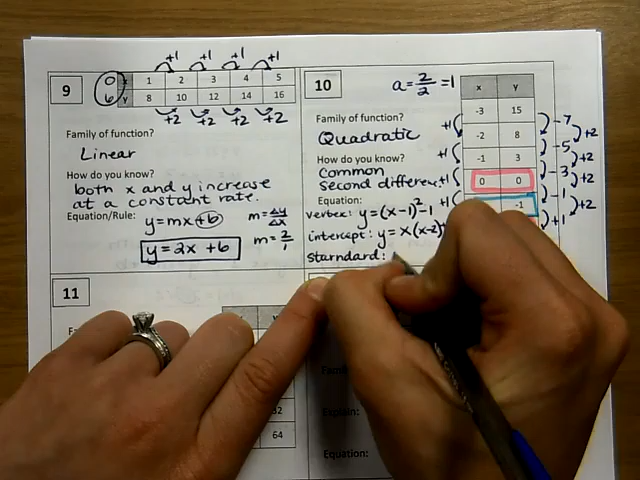 9
0 x 1 2 3 4 5
6 y 8 10 12 14 16
+1 +1 +1 +1
+2 +2 +2 +2
Family of function?
Linear
How do you know?
both x and y increase
at a constant rate.
Equation/Rule:
y=mx+b m=Δy/Δx
y=2x+6 m=2/1
10
a=2/2=1
x y
-3 15
-2 8
-1 3
0 0
-1
+1
+1
+1
+1
-7
-5
-3
-1
+1
+2
+2
+2
+2
Family of function?
Quadratic
How do you know?
common
second differen
Equation:
vertex: y=(x-1)²-1
intercept: y=x(x-2)
starndard:
11
32
64
Explain:
Equation: